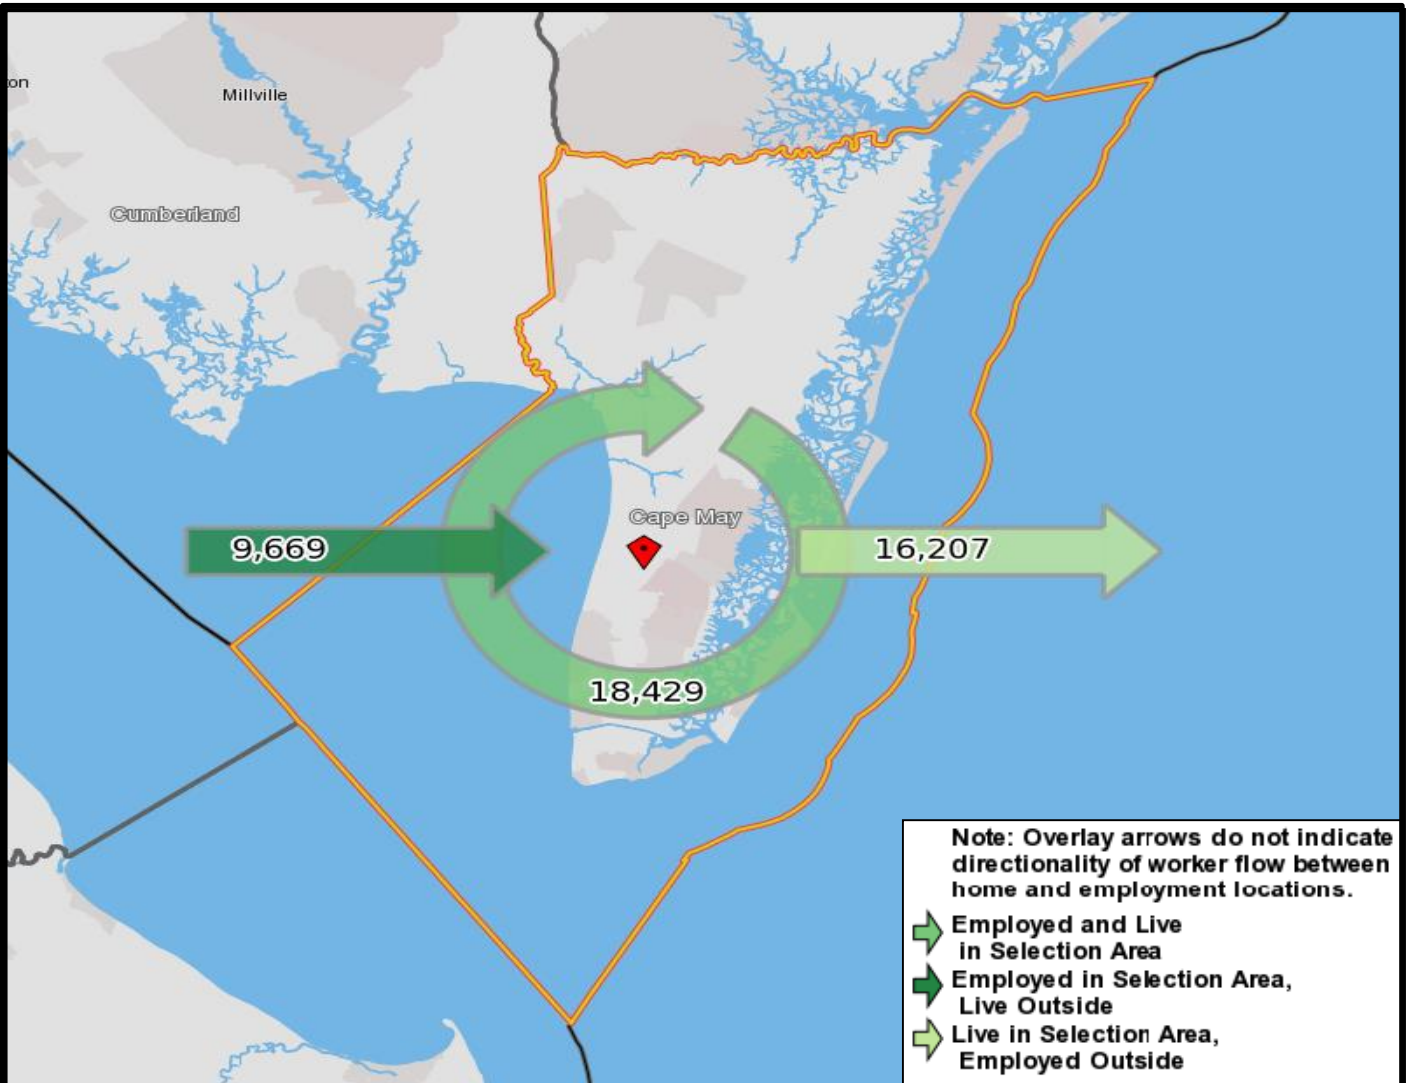 on
Millville
Cumberland
Cape May
9,669
16,207
18,429
Note: Overlay arrows do not indicate
directionality of worker flow between
home and employment locations.
Employed and Live
in Selection Area
Employed in Selection Area,
Live Outside
Live in Selection Area,
Employed Outside